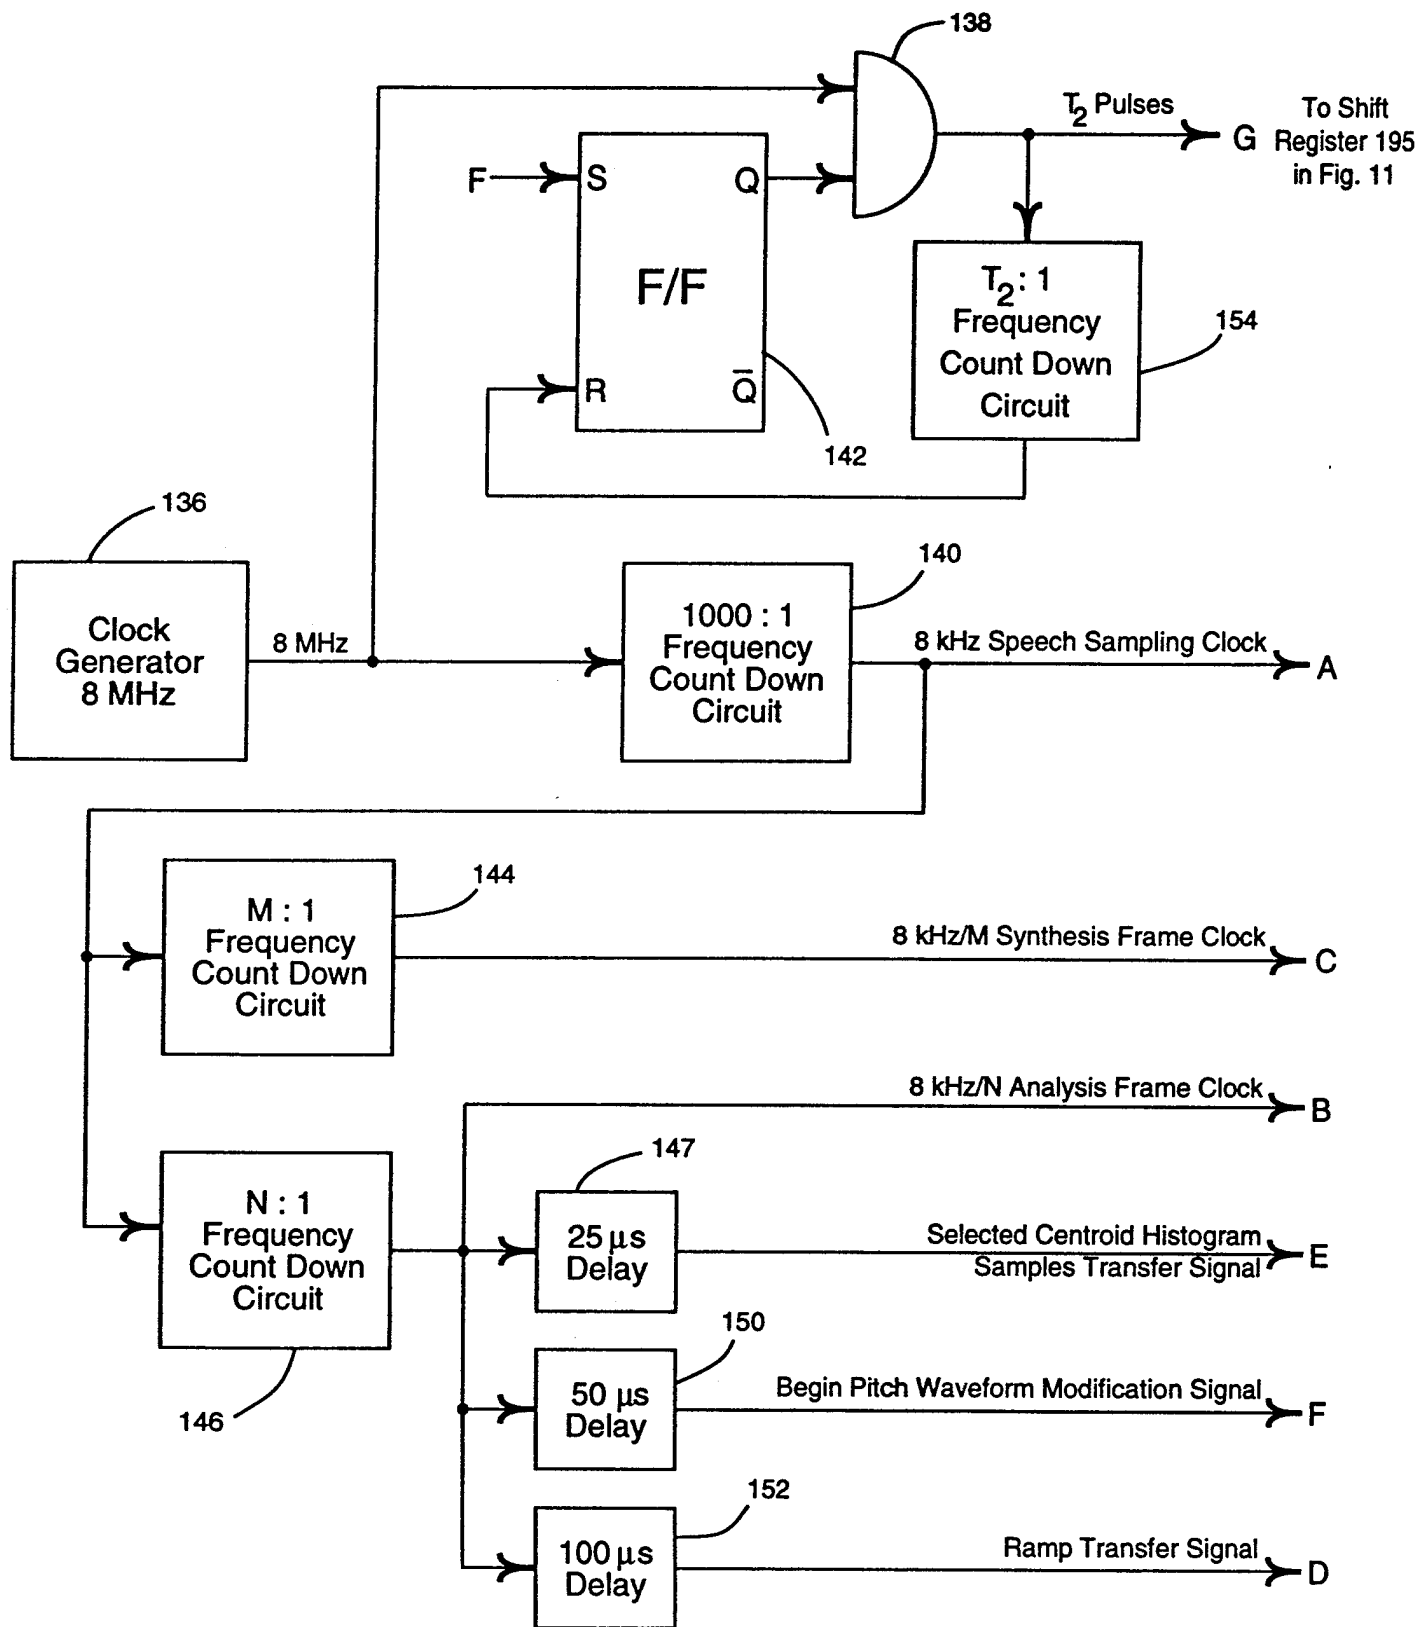 138
T2 Pulses
G
To Shift
Register 195
in Fig. 11
F
S
Q
F/F
R
Q̅
142
T2 : 1
Frequency
Count Down
Circuit
154
136
Clock
Generator
8 MHz
8 MHz
140
1000 : 1
Frequency
Count Down
Circuit
8 kHz Speech Sampling Clock
A
144
M : 1
Frequency
Count Down
Circuit
8 kHz/M Synthesis Frame Clock
C
8 kHz/N Analysis Frame Clock
B
N : 1
Frequency
Count Down
Circuit
146
147
25 µs
Delay
Selected Centroid Histogram
Samples Transfer Signal
E
150
50 µs
Delay
Begin Pitch Waveform Modification Signal
F
152
100 µs
Delay
Ramp Transfer Signal
D